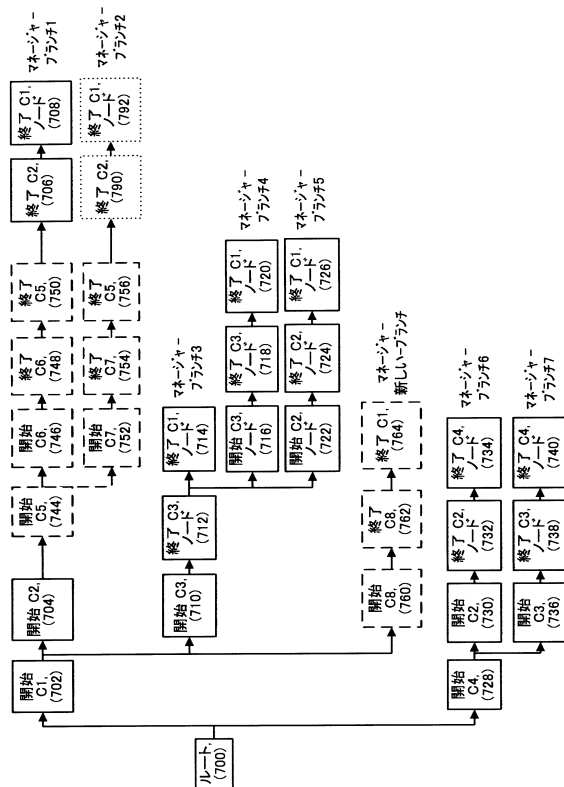 ルート,
(700)
開始
C1,
(702)
開始 C2,
(704)
開始
C5,
(744)
開始
C6,
(746)
終了
C6,
(748)
終了
C5,
(750)
終了 C2,
(706)
終了 C1,
ノード
(708)
マネージャー
ブランチ1
開始
C7,
(752)
終了
C7,
(754)
終了
C5,
(756)
終了 C2,
(790)
終了 C1,
ノード
(792)
マネージャー
ブランチ2
開始 C3,
(710)
終了 C3,
ノード
(712)
終了 C1,
ノード
(714)
マネージャー
ブランチ3
開始 C3,
ノード
(716)
終了 C3,
ノード
(718)
終了 C1,
ノード
(720)
マネージャー
ブランチ4
開始 C2,
ノード
(722)
終了 C2,
ノード
(724)
終了 C1,
ノード
(726)
マネージャー
ブランチ5
開始
C8,
(760)
終了
C8,
(762)
終了 C1,
(764)
マネージャー
新しいーブランチ
開始
C4,
(728)
開始 C2,
(730)
終了 C2,
ノード
(732)
終了 C4,
ノード
(734)
マネージャー
ブランチ6
開始
C3,
(736)
終了 C3,
ノード
(738)
終了 C4,
ノード
(740)
マネージャー
ブランチ7